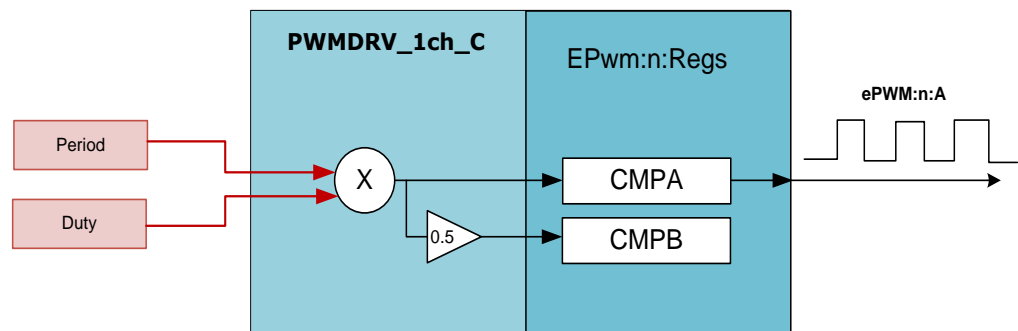 PWMDRV_1ch_C
EPwm:n:Regs
ePWM:n:A
Period
Duty
X
0.5
CMPA
CMPB